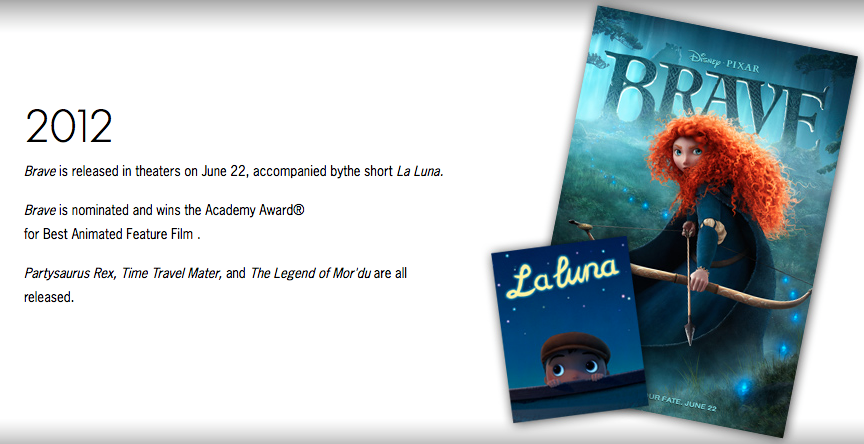 2012
Brave is released in theaters on June 22, accompanied bythe short La Luna.
Brave is nominated and wins the Academy Award®
for Best Animated Feature Film .
Partysaurus Rex, Time Travel Mater, and The Legend of Mor'du are all
released.
Disney PIXAR
BRAVE
La luna
FATE. JUNE 22